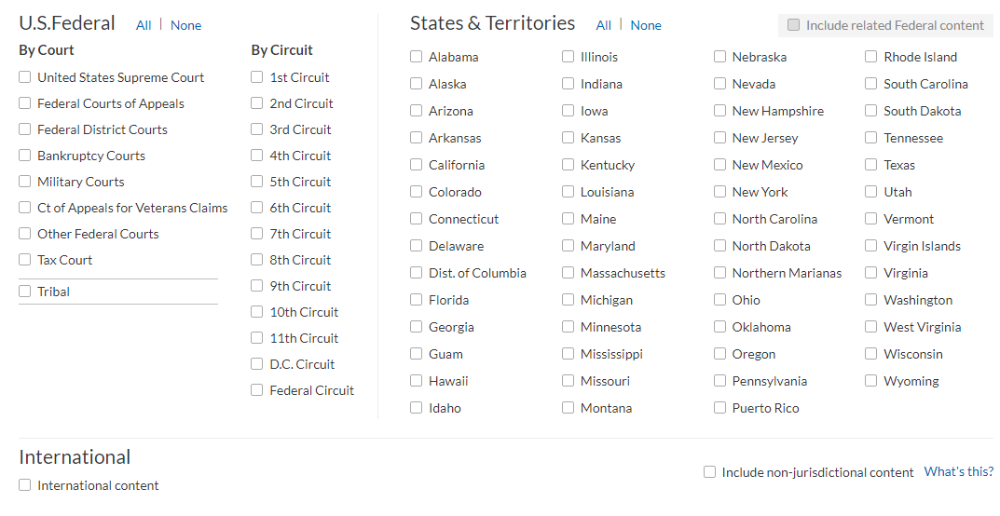 U.S.Federal All | None
By Court
United States Supreme Court
Federal Courts of Appeals
Federal District Courts
Bankruptcy Courts
Military Courts
Ct of Appeals for Veterans Claims
Other Federal Courts
Tax Court
Tribal
By Circuit
1st Circuit
2nd Circuit
3rd Circuit
4th Circuit
5th Circuit
6th Circuit
7th Circuit
8th Circuit
9th Circuit
10th Circuit
11th Circuit
D.C. Circuit
Federal Circuit
States & Territories All | None
Include related Federal content
Alabama
Alaska
Arizona
Arkansas
California
Colorado
Connecticut
Delaware
Dist. of Columbia
Florida
Georgia
Guam
Hawaii
Idaho
Illinois
Indiana
Iowa
Kansas
Kentucky
Louisiana
Maine
Maryland
Massachusetts
Michigan
Minnesota
Mississippi
Missouri
Montana
Nebraska
Nevada
New Hampshire
New Jersey
New Mexico
New York
North Carolina
North Dakota
Northern Marianas
Ohio
Oklahoma
Oregon
Pennsylvania
Puerto Rico
Rhode Island
South Carolina
South Dakota
Tennessee
Texas
Utah
Vermont
Virgin Islands
Virginia
Washington
West Virginia
Wisconsin
Wyoming
International
International content
Include non-jurisdictional content What's this?